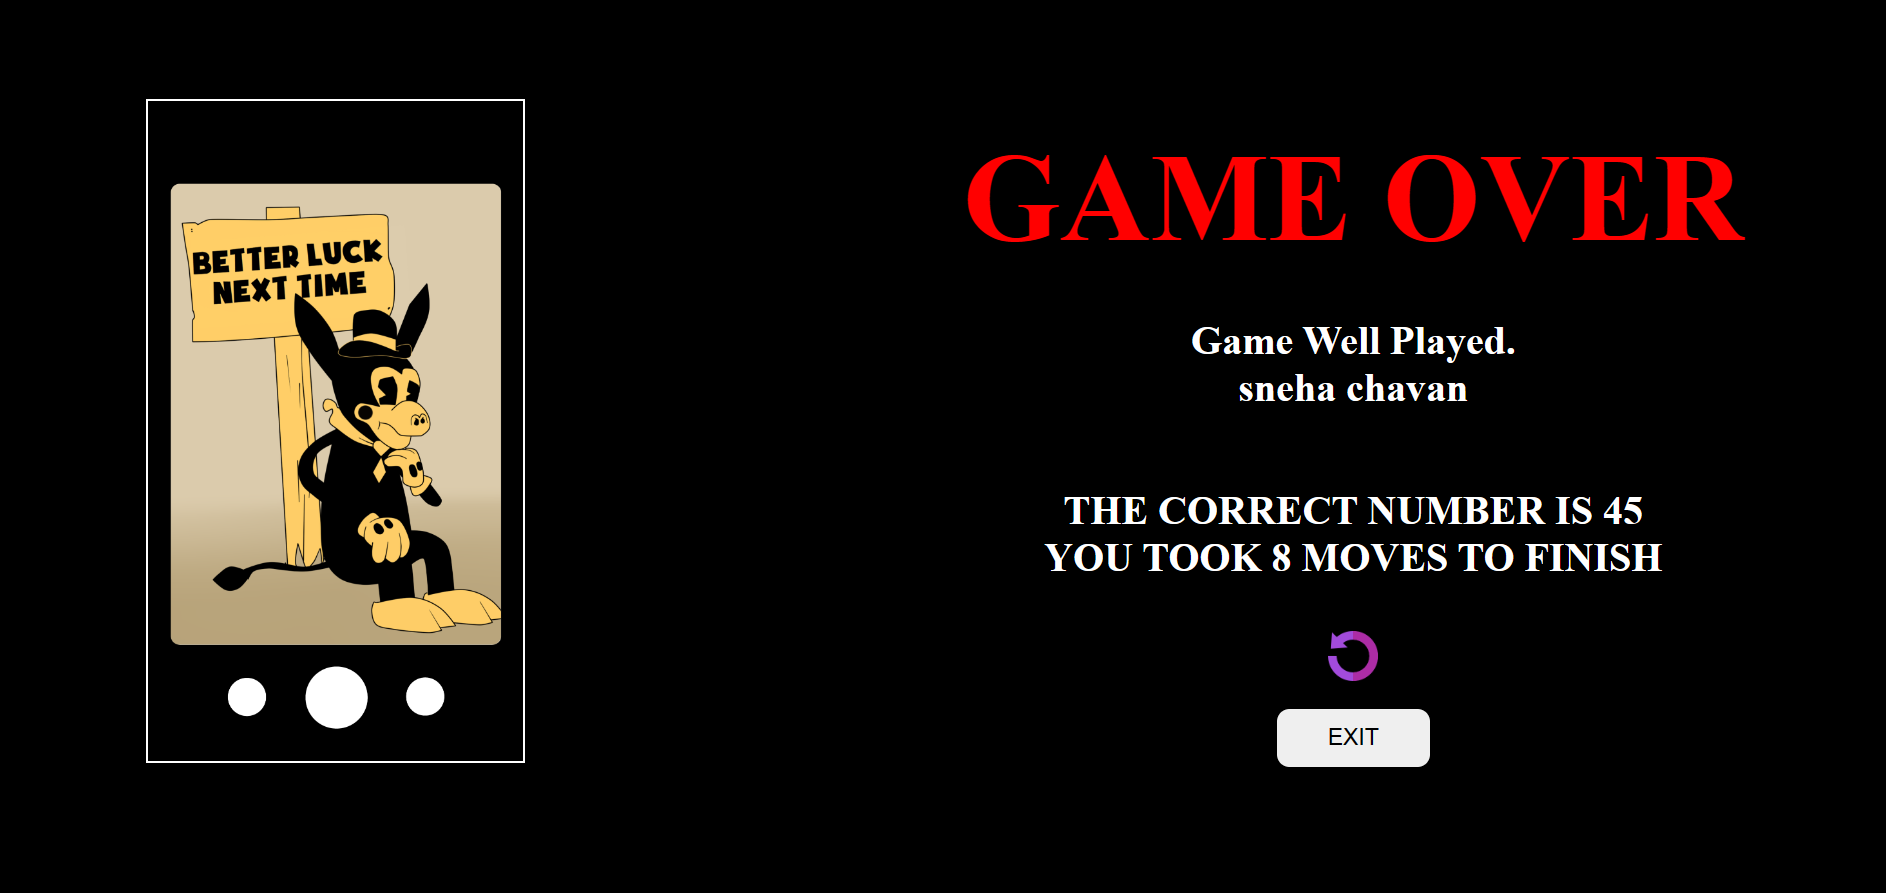 BETTER LUCK
NEXT TIME
GAME OVER
Game Well Played.
sneha chavan
THE CORRECT NUMBER IS 45
YOU TOOK 8 MOVES TO FINISH
EXIT